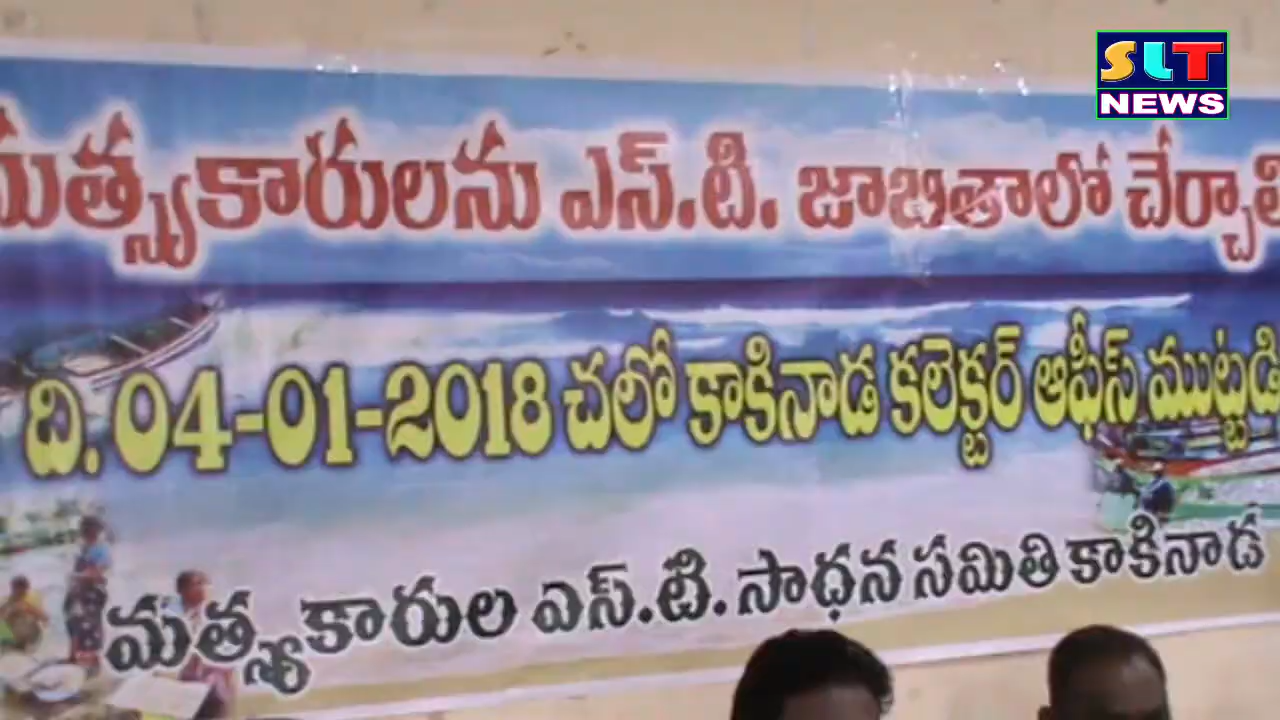 SLT
NEWS
మత్స్యకారులను ఎస్.టి. జాబితాలో చేర్చాలి
ది. 04-01-2018 చలో కాకినాడ కలెక్టర్ ఆఫీస్ ముట్టడి
మత్స్యకారుల ఎస్.టి. సాధన సమితి కాకినాడ